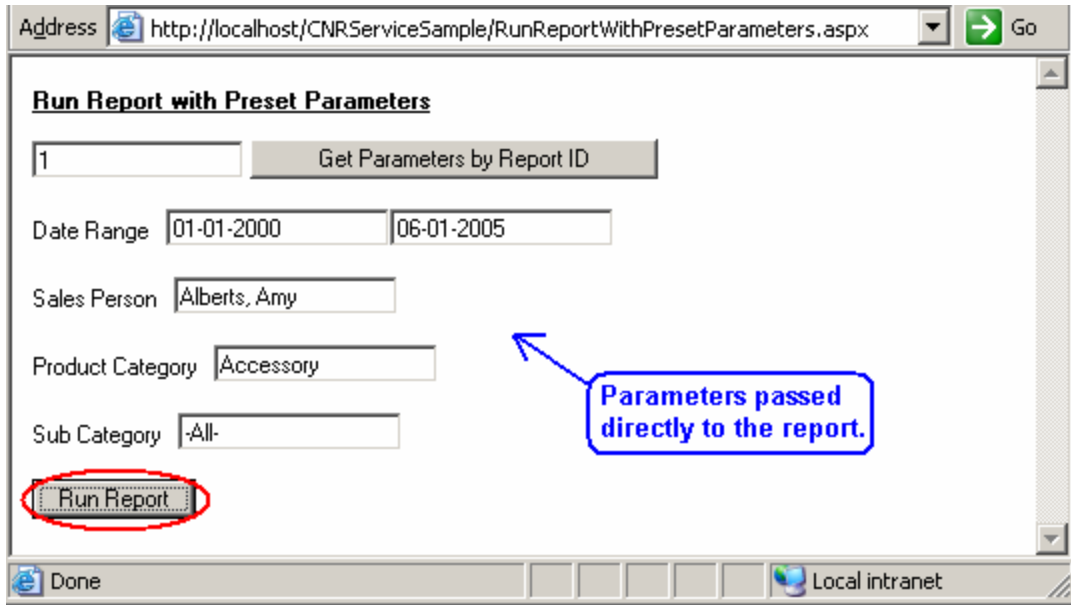 Address http://localhost/CNRServiceSample/RunReportWithPresetParameters.aspx Go
Run Report with Preset Parameters
1 Get Parameters by Report ID
Date Range 01-01-2000 06-01-2005
Sales Person Alberts, Amy
Product Category Accessory
Parameters passed
directly to the report.
Sub Category -All-
Run Report
Done Local intranet